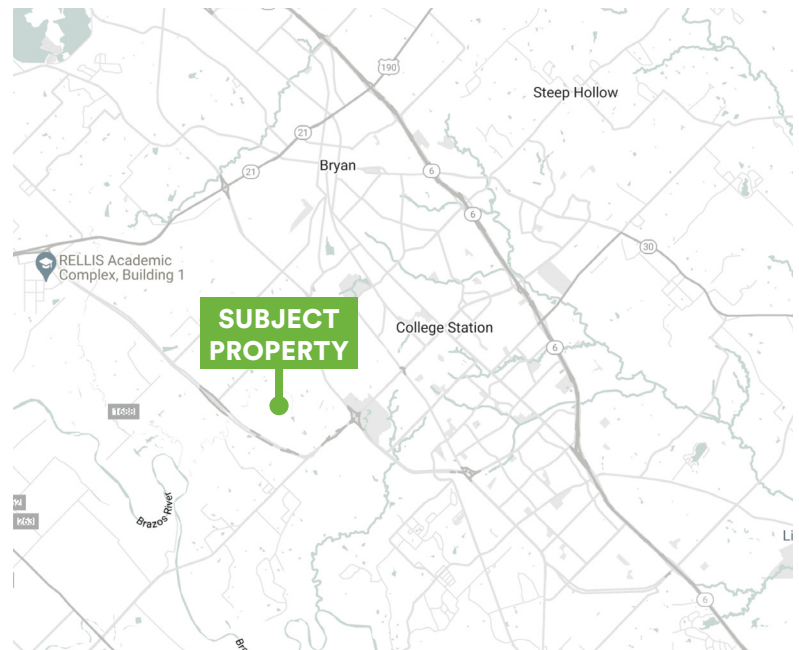 190
Steep Hollow
21
Bryan
21
6
6
30
RELLIS Academic
Complex, Building 1
SUBJECT
PROPERTY
College Station
6
1688
Brazos River
Li
6